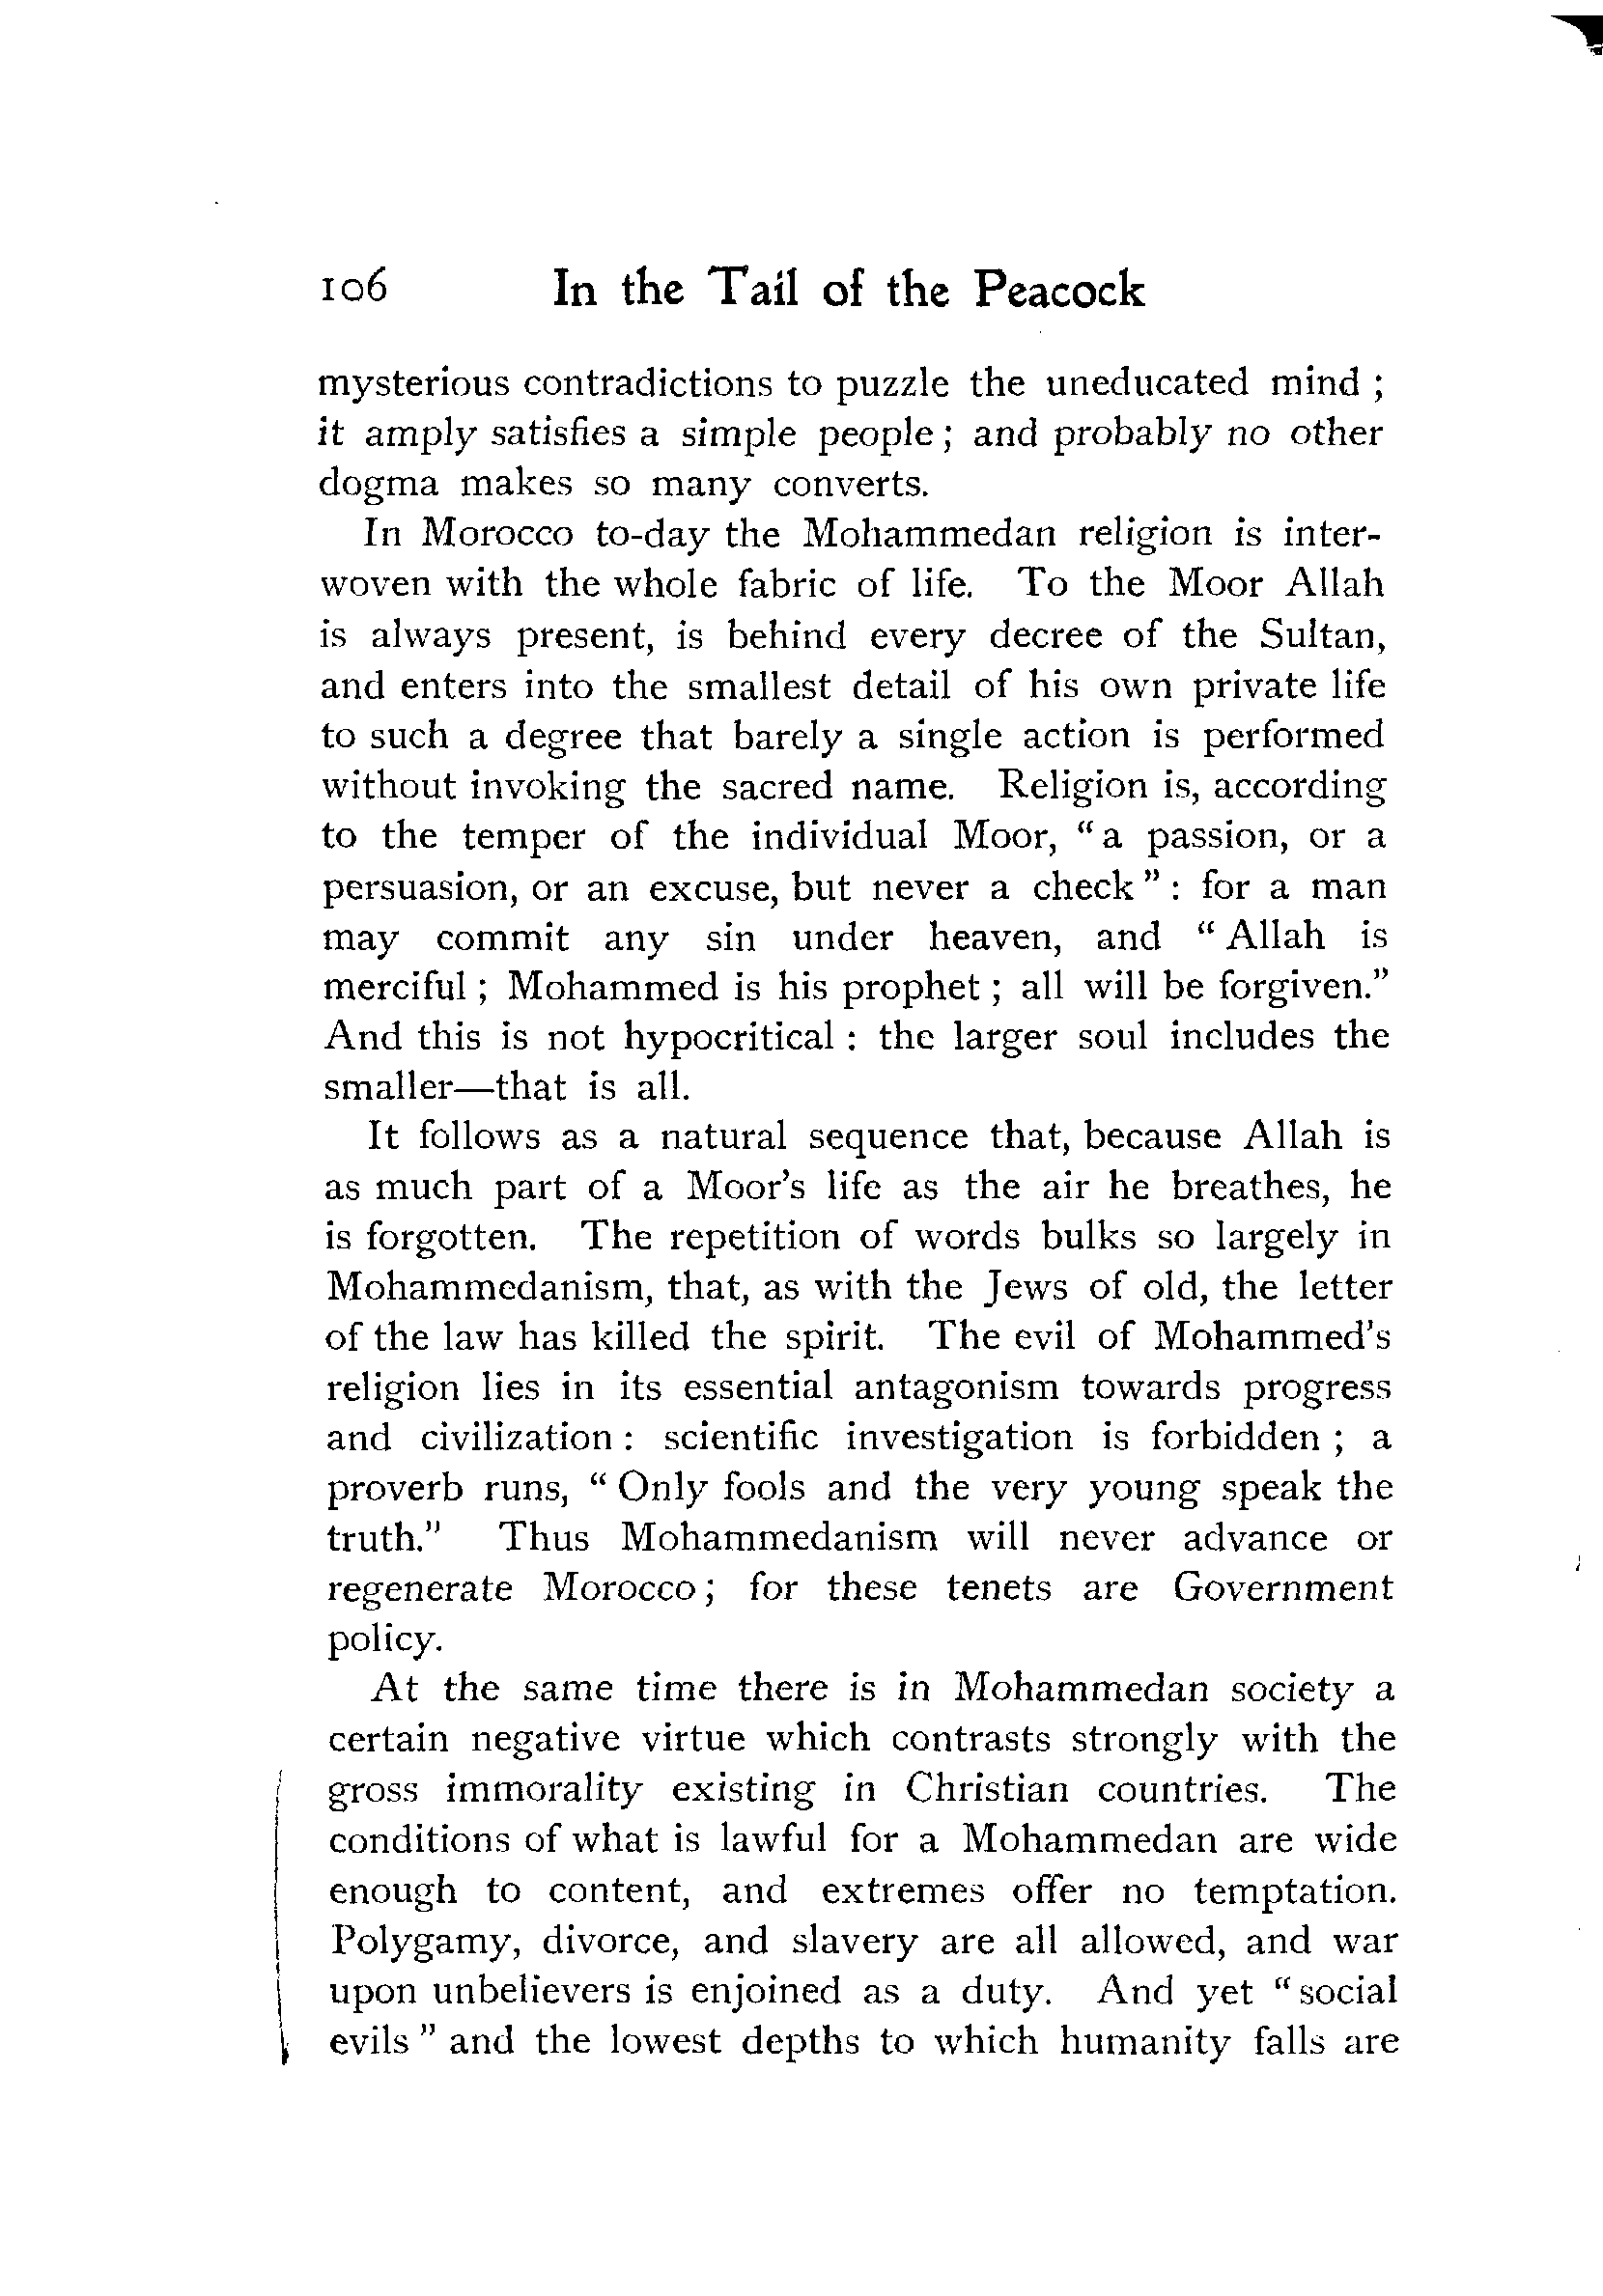 106 In the Tail of the Peacock
mysterious contradictions to puzzle the uneducated mind ;
it amply satisfies a simple people ; and probably no other
dogma makes so many converts.
In Morocco to-day the Mohammedan religion is inter-
woven with the whole fabric of life. To the Moor Allah
is always present, is behind every decree of the Sultan,
and enters into the smallest detail of his own private life
to such a degree that barely a single action is performed
without invoking the sacred name. Religion is, according
to the temper of the individual Moor, “ a passion, or a
persuasion, or an excuse, but never a check ” : for a man
may commit any sin under heaven, and “ Allah is
merciful ; Mohammed is his prophet ; all will be forgiven.”
And this is not hypocritical : the larger soul includes the
smaller—that is all.
It follows as a natural sequence that, because Allah is
as much part of a Moor's life as the air he breathes, he
is forgotten. The repetition of words bulks so largely in
Mohammedanism, that, as with the Jews of old, the letter
of the law has killed the spirit. The evil of Mohammed's
religion lies in its essential antagonism towards progress
and civilization : scientific investigation is forbidden ; a
proverb runs, “ Only fools and the very young speak the
truth.” Thus Mohammedanism will never advance or
regenerate Morocco ; for these tenets are Government
policy.
At the same time there is in Mohammedan society a
certain negative virtue which contrasts strongly with the
gross immorality existing in Christian countries. The
conditions of what is lawful for a Mohammedan are wide
enough to content, and extremes offer no temptation.
Polygamy, divorce, and slavery are all allowed, and war
upon unbelievers is enjoined as a duty. And yet “ social
evils ” and the lowest depths to which humanity falls are